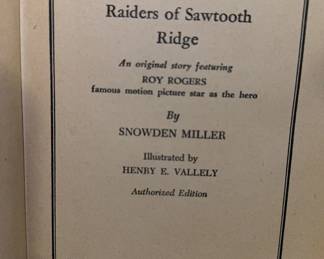 Raiders of Sawtooth
Ridge
An original story featuring
ROY ROGERS
famous motion picture star as the hero
By
SNOWDEN MILLER
Illustrated by
HENRY E. VALLELY
Authorized Edition